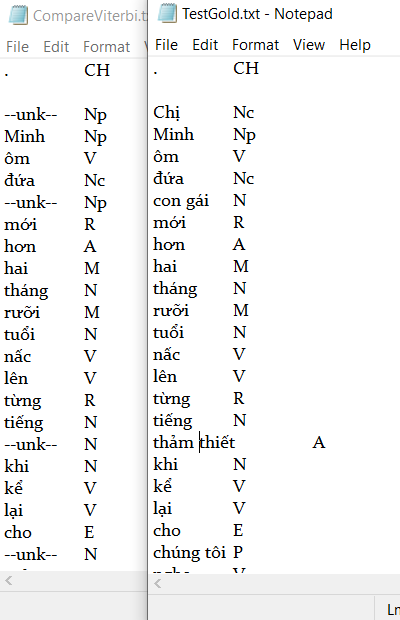 CompareViterbi.t
File Edit Format
. CH
--unk-- Np
Minh Np
ôm V
đứa Nc
--unk-- Np
mới R
hơn A
hai M
tháng N
rưỡi M
tuổi N
nấc V
lên V
từng R
tiếng N
--unk-- N
khi N
kể V
lại V
cho E
--unk-- N
TestGold.txt - Notepad
File Edit Format View Help
. CH
Chị Nc
Minh Np
ôm V
đứa Nc
con gái N
mới R
hơn A
hai M
tháng N
rưỡi M
tuổi N
nấc V
lên V
từng R
tiếng N
thảm thiết A
khi N
kể V
lại V
cho E
chúng tôi P
Ln